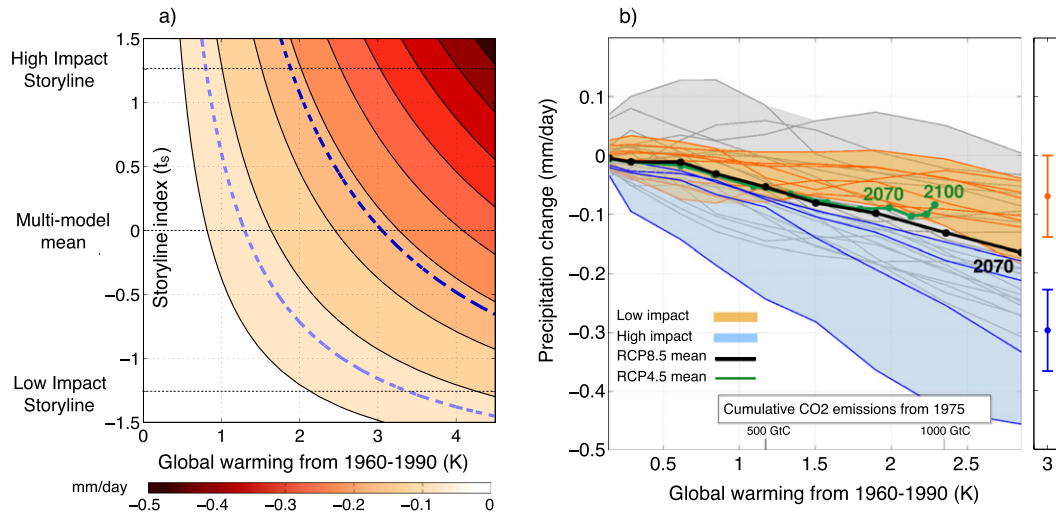 a)
High Impact
Storyline
Multi-model
mean
Low Impact
Storyline
Storyline index (tₛ)
1.5
1
0.5
0
−0.5
−1
−1.5
0
1
2
3
4
Global warming from 1960-1990 (K)
mm/day
−0.5
−0.4
−0.3
−0.2
−0.1
0
b)
Precipitation change (mm/day)
0.1
0
−0.1
−0.2
−0.3
−0.4
−0.5
2070
2100
2070
Low impact
High impact
RCP8.5 mean
RCP4.5 mean
Cumulative CO2 emissions from 1975
500 GtC
1000 GtC
0.5
1
1.5
2
2.5
3
Global warming from 1960-1990 (K)